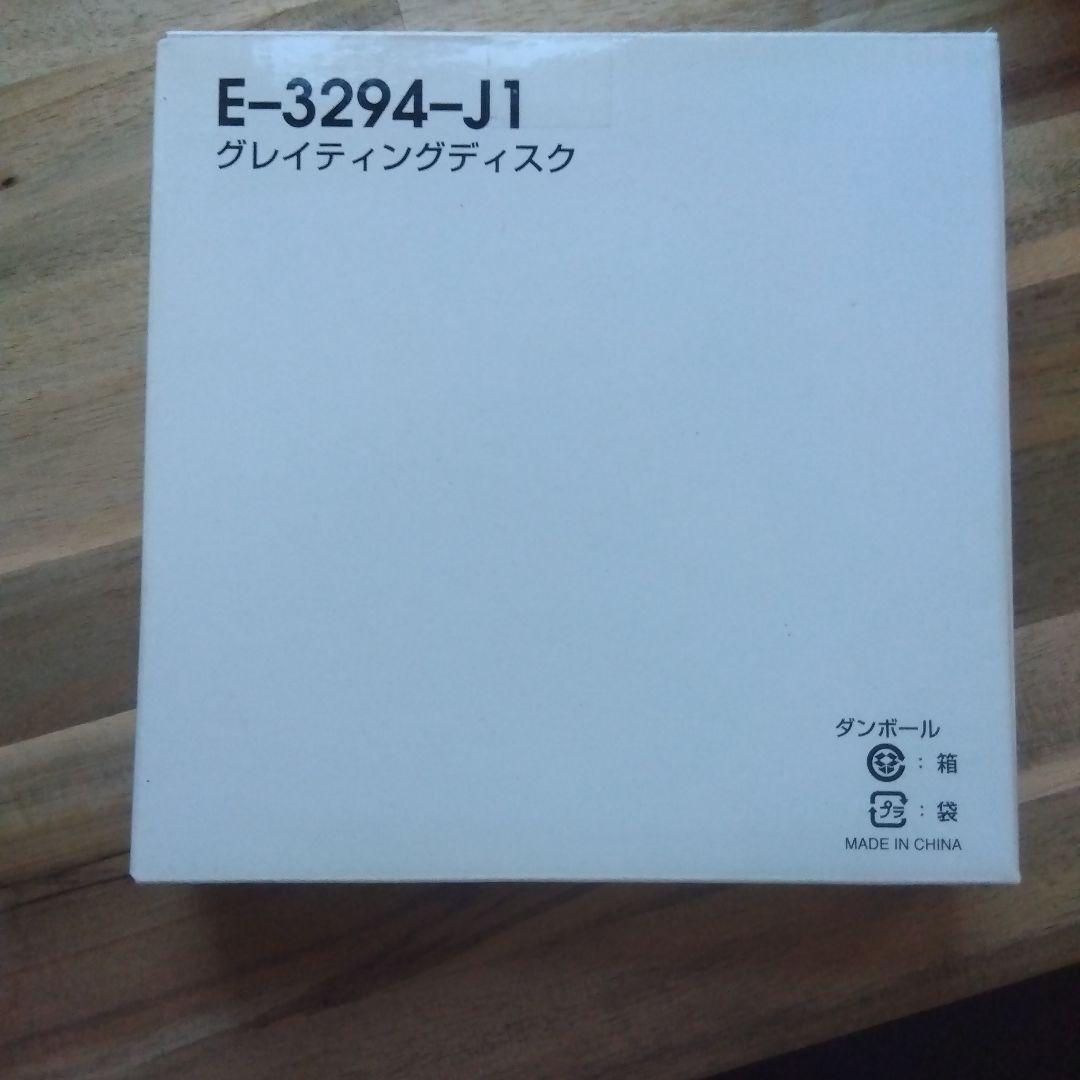 E-3294-J1
グレイティングディスク
ダンボール
：箱
プラ：袋
MADE IN CHINA